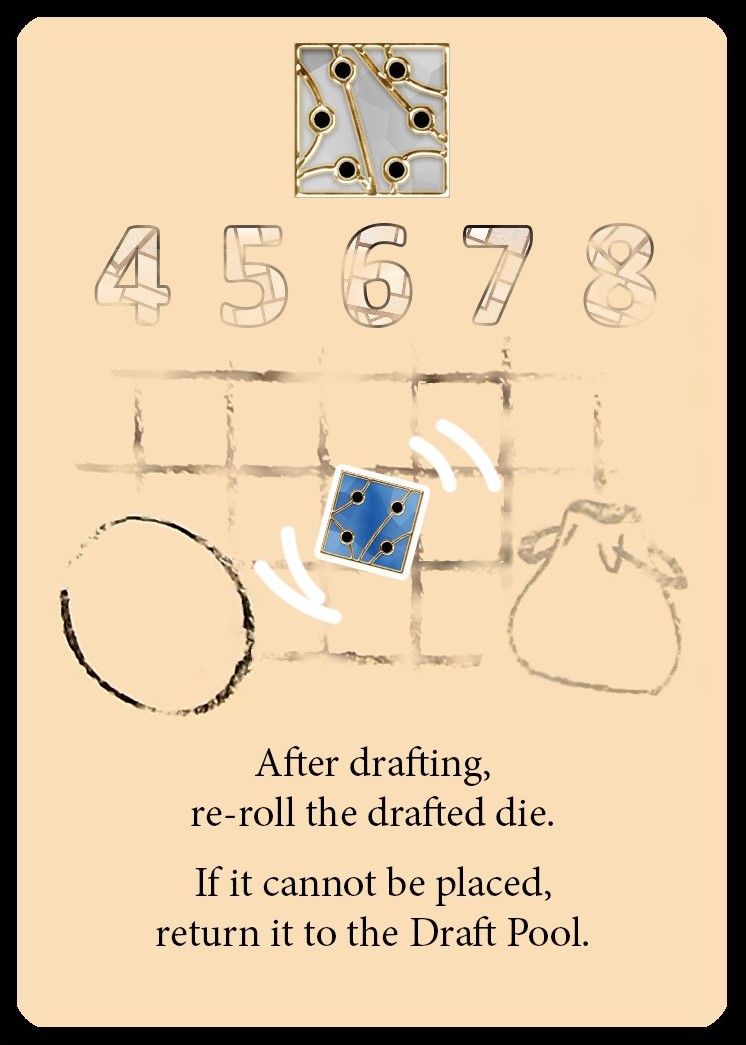 4 5 6 7 8
After drafting,
re-roll the drafted die.
If it cannot be placed,
return it to the Draft Pool.